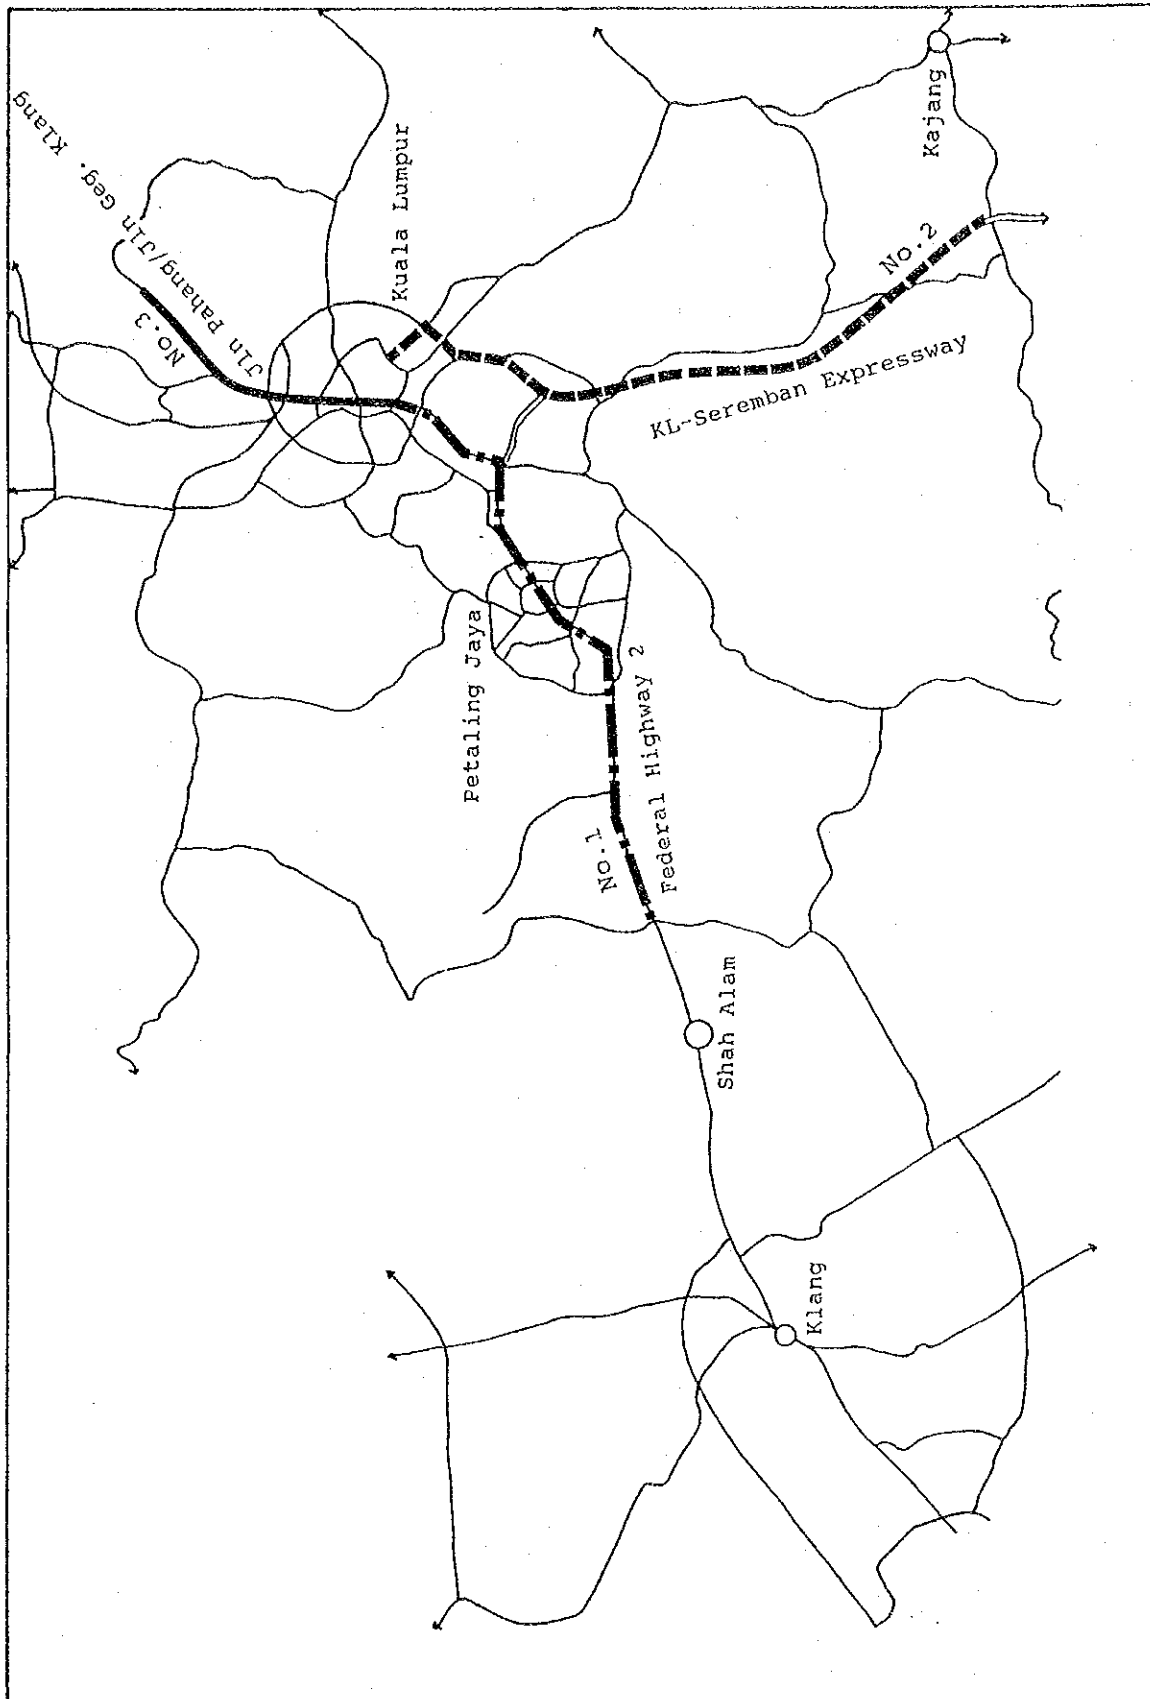 Jln Pahang/Jln Geg. Klang
No.3
Kuala Lumpur
Kajang
No.2
KL-Seremban Expressway
Petaling Jaya
No.1
Federal Highway 2
Shah Alam
Klang